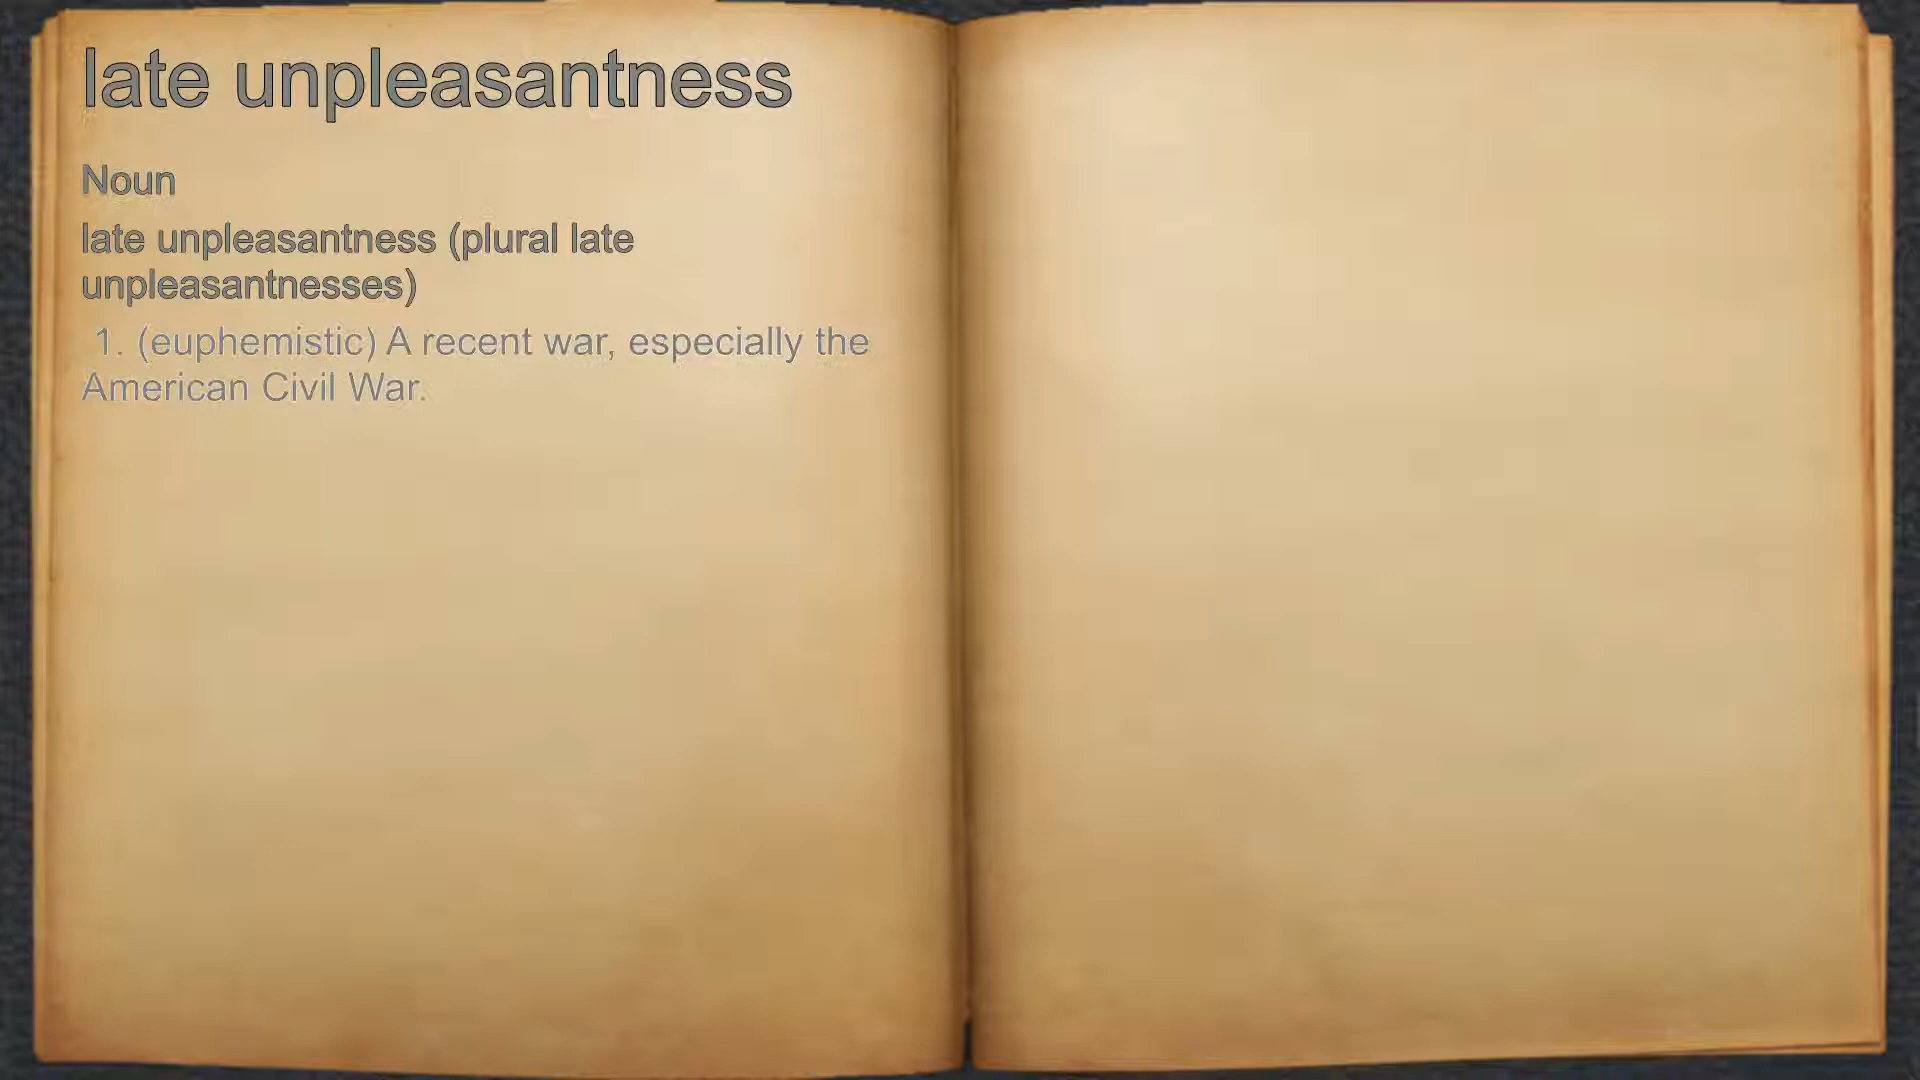 late unpleasantness
Noun
late unpleasantness (plural late
unpleasantnesses)
1. (euphemistic) A recent war, especially the
American Civil War.